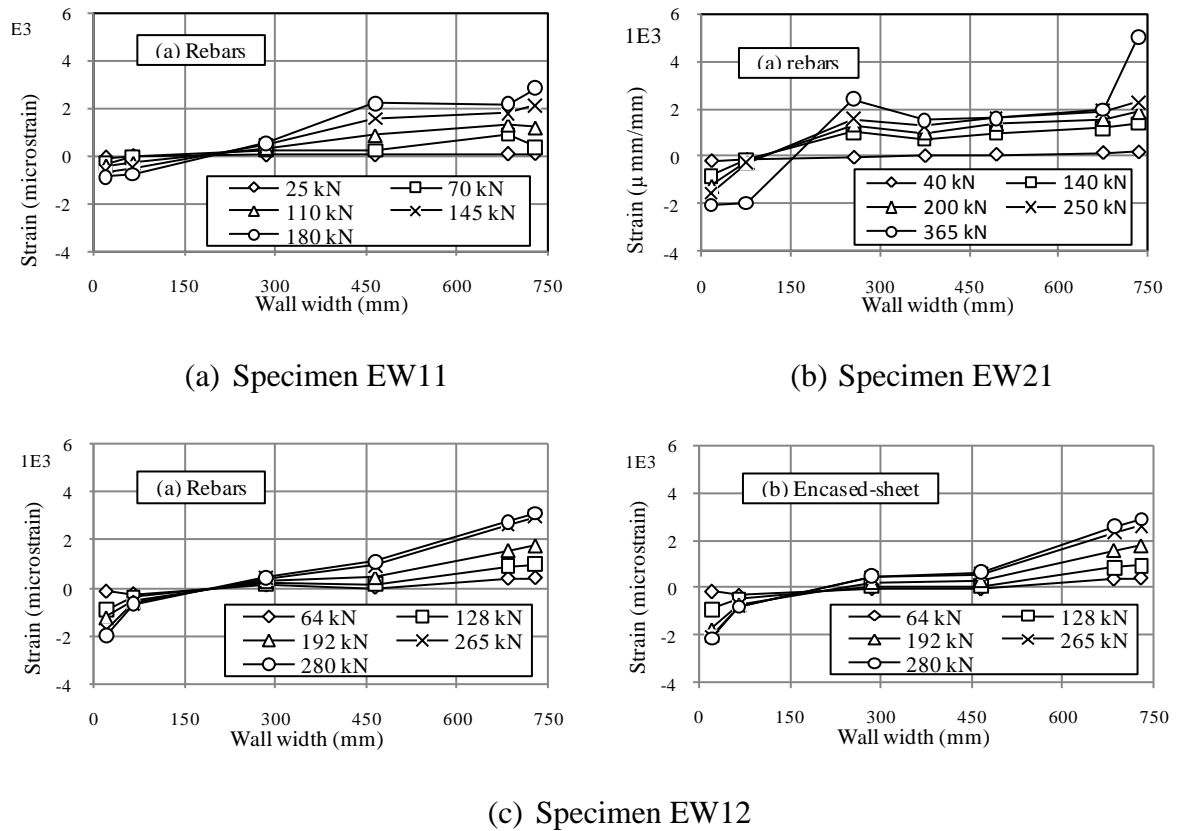 E3
6
4
2
0
-2
-4
Strain (microstrain)
(a) Rebars
25 kN 70 kN
110 kN 145 kN
180 kN
0 150 300 450 600 750
Wall width (mm)
(a) Specimen EW11
1E3
6
4
2
0
-2
-4
Strain (µ mm/mm)
(a) rebars
40 kN 140 kN
200 kN 250 kN
365 kN
0 150 300 450 600 750
Wall width (mm)
(b) Specimen EW21
1E3
6
4
2
0
-2
-4
Strain (microstrain)
(a) Rebars
64 kN 128 kN
192 kN 265 kN
280 kN
0 150 300 450 600 750
Wall width (mm)
1E3
6
4
2
0
-2
-4
Strain (microstrain)
(b) Encased-sheet
64 kN 128 kN
192 kN 265 kN
280 kN
0 150 300 450 600 750
Wall width (mm)
(c) Specimen EW12